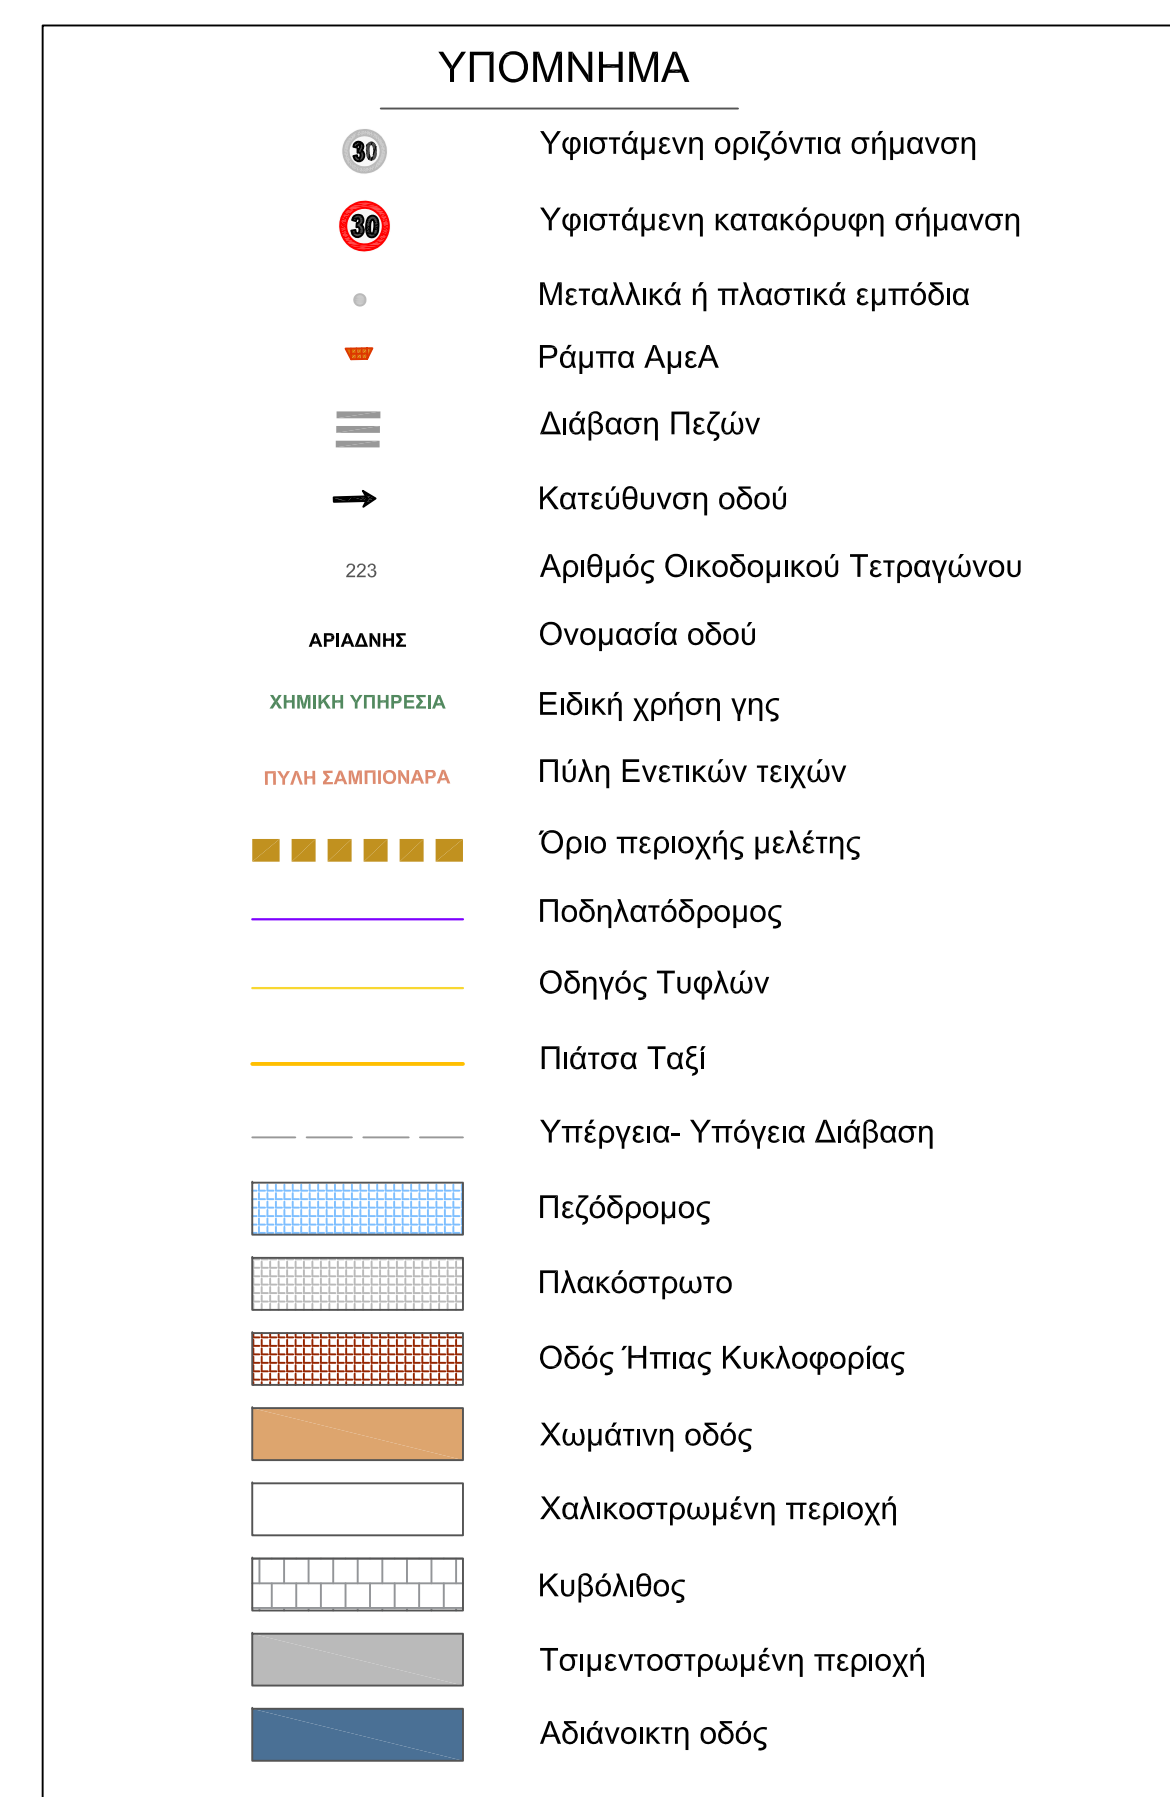 ΥΠΟΜΝΗΜΑ
30 Υφιστάμενη οριζόντια σήμανση
30 Υφιστάμενη κατακόρυφη σήμανση
Μεταλλικά ή πλαστικά εμπόδια
Ράμπα ΑμεΑ
Διάβαση Πεζών
Κατεύθυνση οδού
223 Αριθμός Οικοδομικού Τετραγώνου
ΑΡΙΑΔΝΗΣ Ονομασία οδού
ΧΗΜΙΚΗ ΥΠΗΡΕΣΙΑ Ειδική χρήση γης
ΠΥΛΗ ΣΑΜΠΙΟΝΑΡΑ Πύλη Ενετικών τειχών
Όριο περιοχής μελέτης
Ποδηλατόδρομος
Οδηγός Τυφλών
Πιάτσα Ταξί
Υπέργεια- Υπόγεια Διάβαση
Πεζόδρομος
Πλακόστρωτο
Οδός Ήπιας Κυκλοφορίας
Χωμάτινη οδός
Χαλικοστρωμένη περιοχή
Κυβόλιθος
Τσιμεντοστρωμένη περιοχή
Αδιάνοικτη οδός